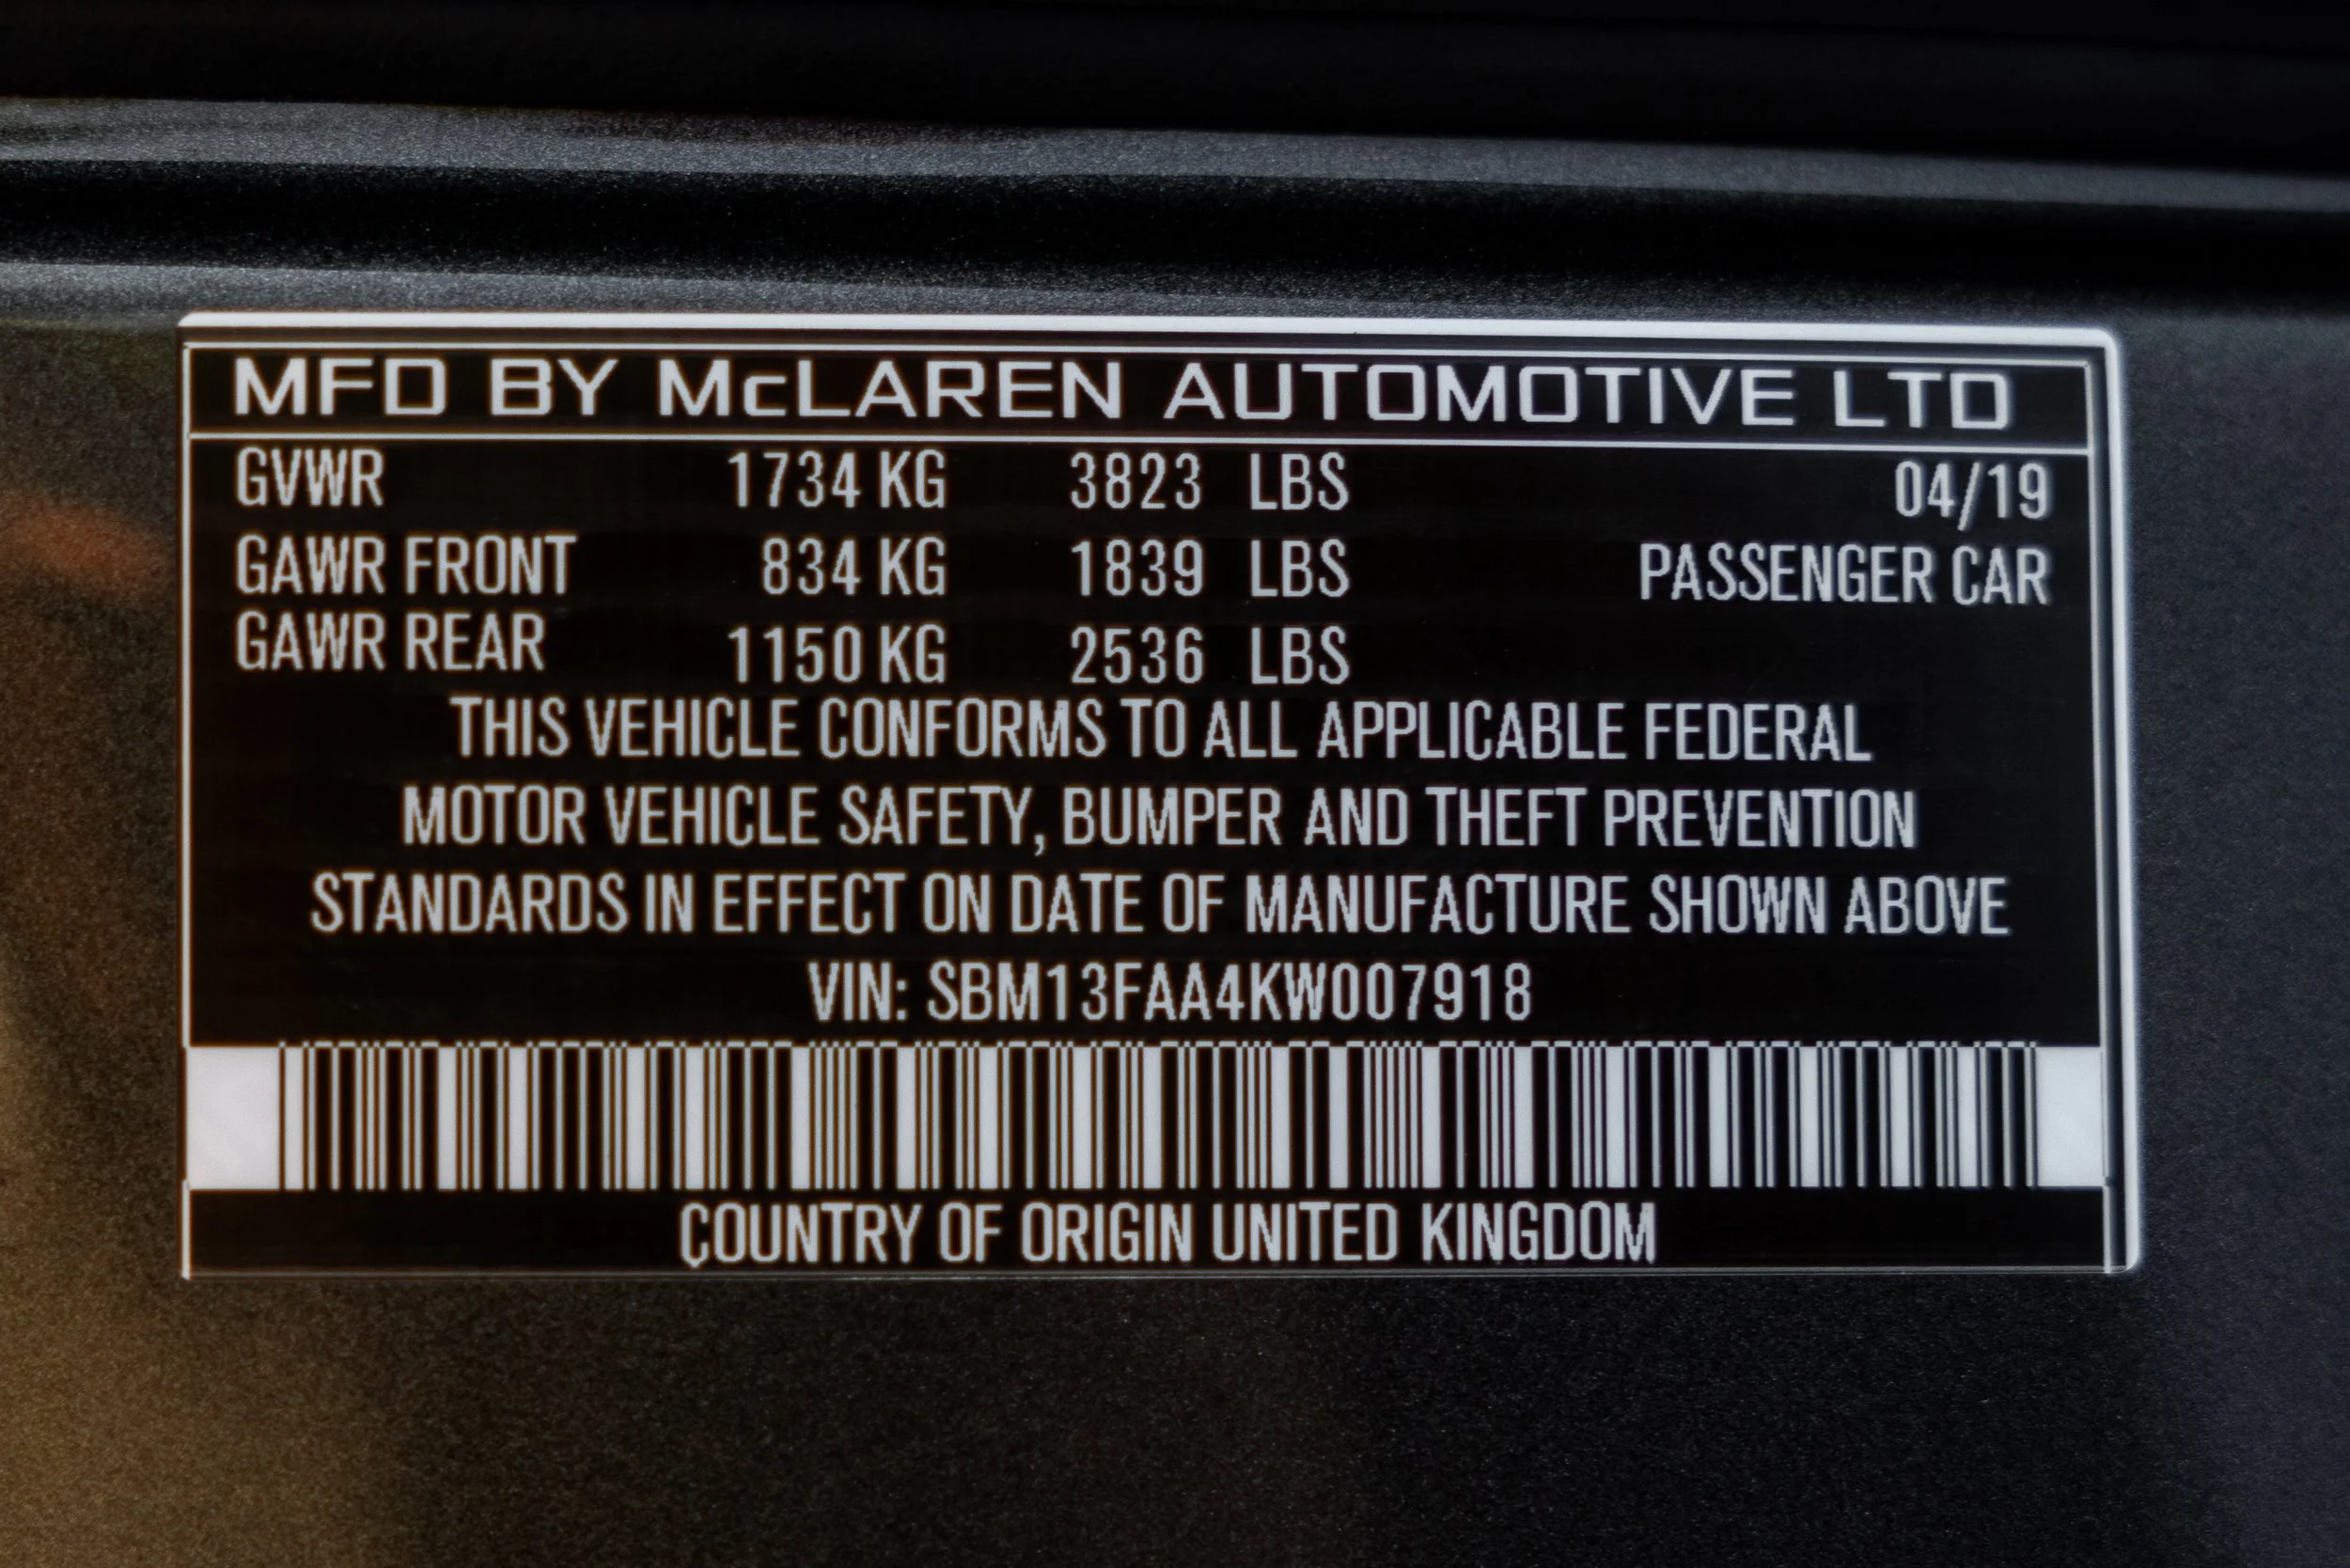 MFD BY McLAREN AUTOMOTIVE LTD
GVWR 1734 KG 3823 LBS 04/19
GAWR FRONT 834 KG 1839 LBS PASSENGER CAR
GAWR REAR 1150 KG 2536 LBS
THIS VEHICLE CONFORMS TO ALL APPLICABLE FEDERAL
MOTOR VEHICLE SAFETY, BUMPER AND THEFT PREVENTION
STANDARDS IN EFFECT ON DATE OF MANUFACTURE SHOWN ABOVE
VIN: SBM13FAA4KW007918
COUNTRY OF ORIGIN UNITED KINGDOM